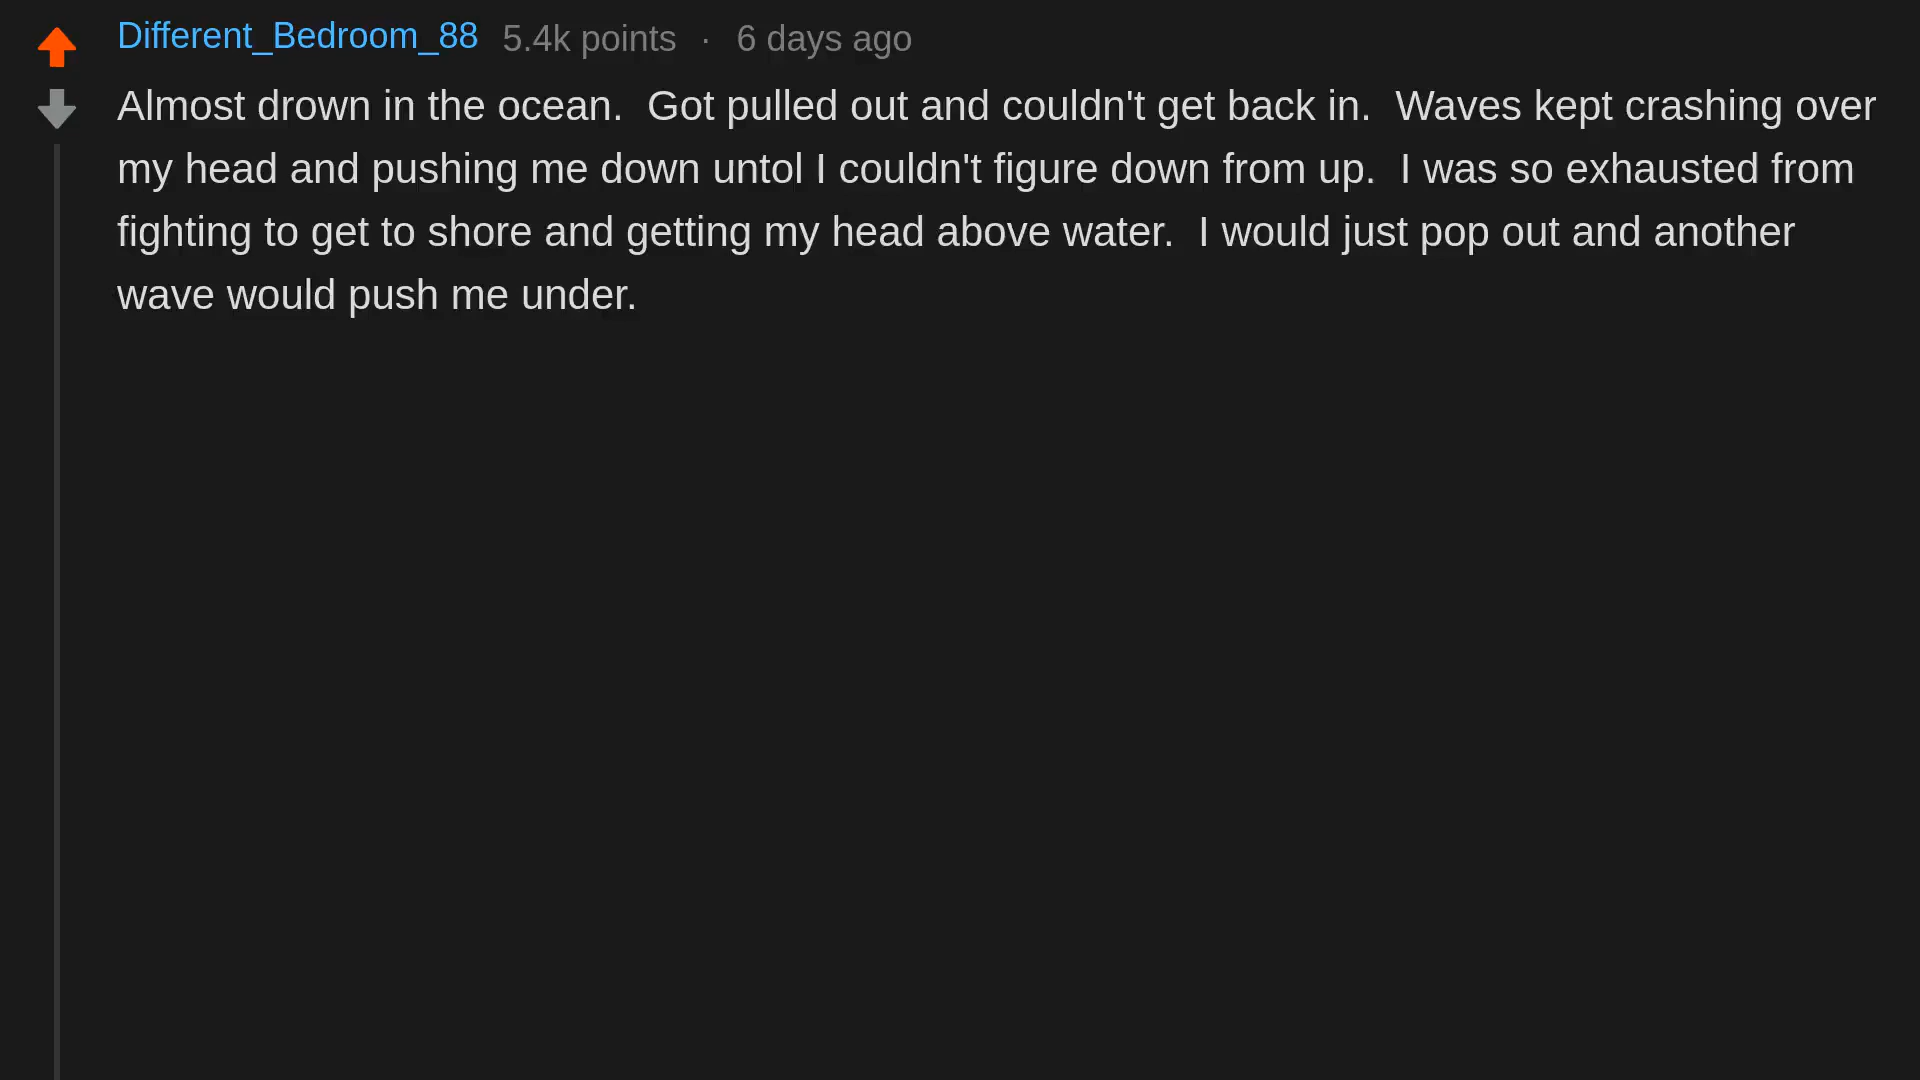 Different_Bedroom_88 5.4k points · 6 days ago
Almost drown in the ocean.  Got pulled out and couldn't get back in.  Waves kept crashing over
my head and pushing me down untol I couldn't figure down from up.  I was so exhausted from
fighting to get to shore and getting my head above water.  I would just pop out and another
wave would push me under.